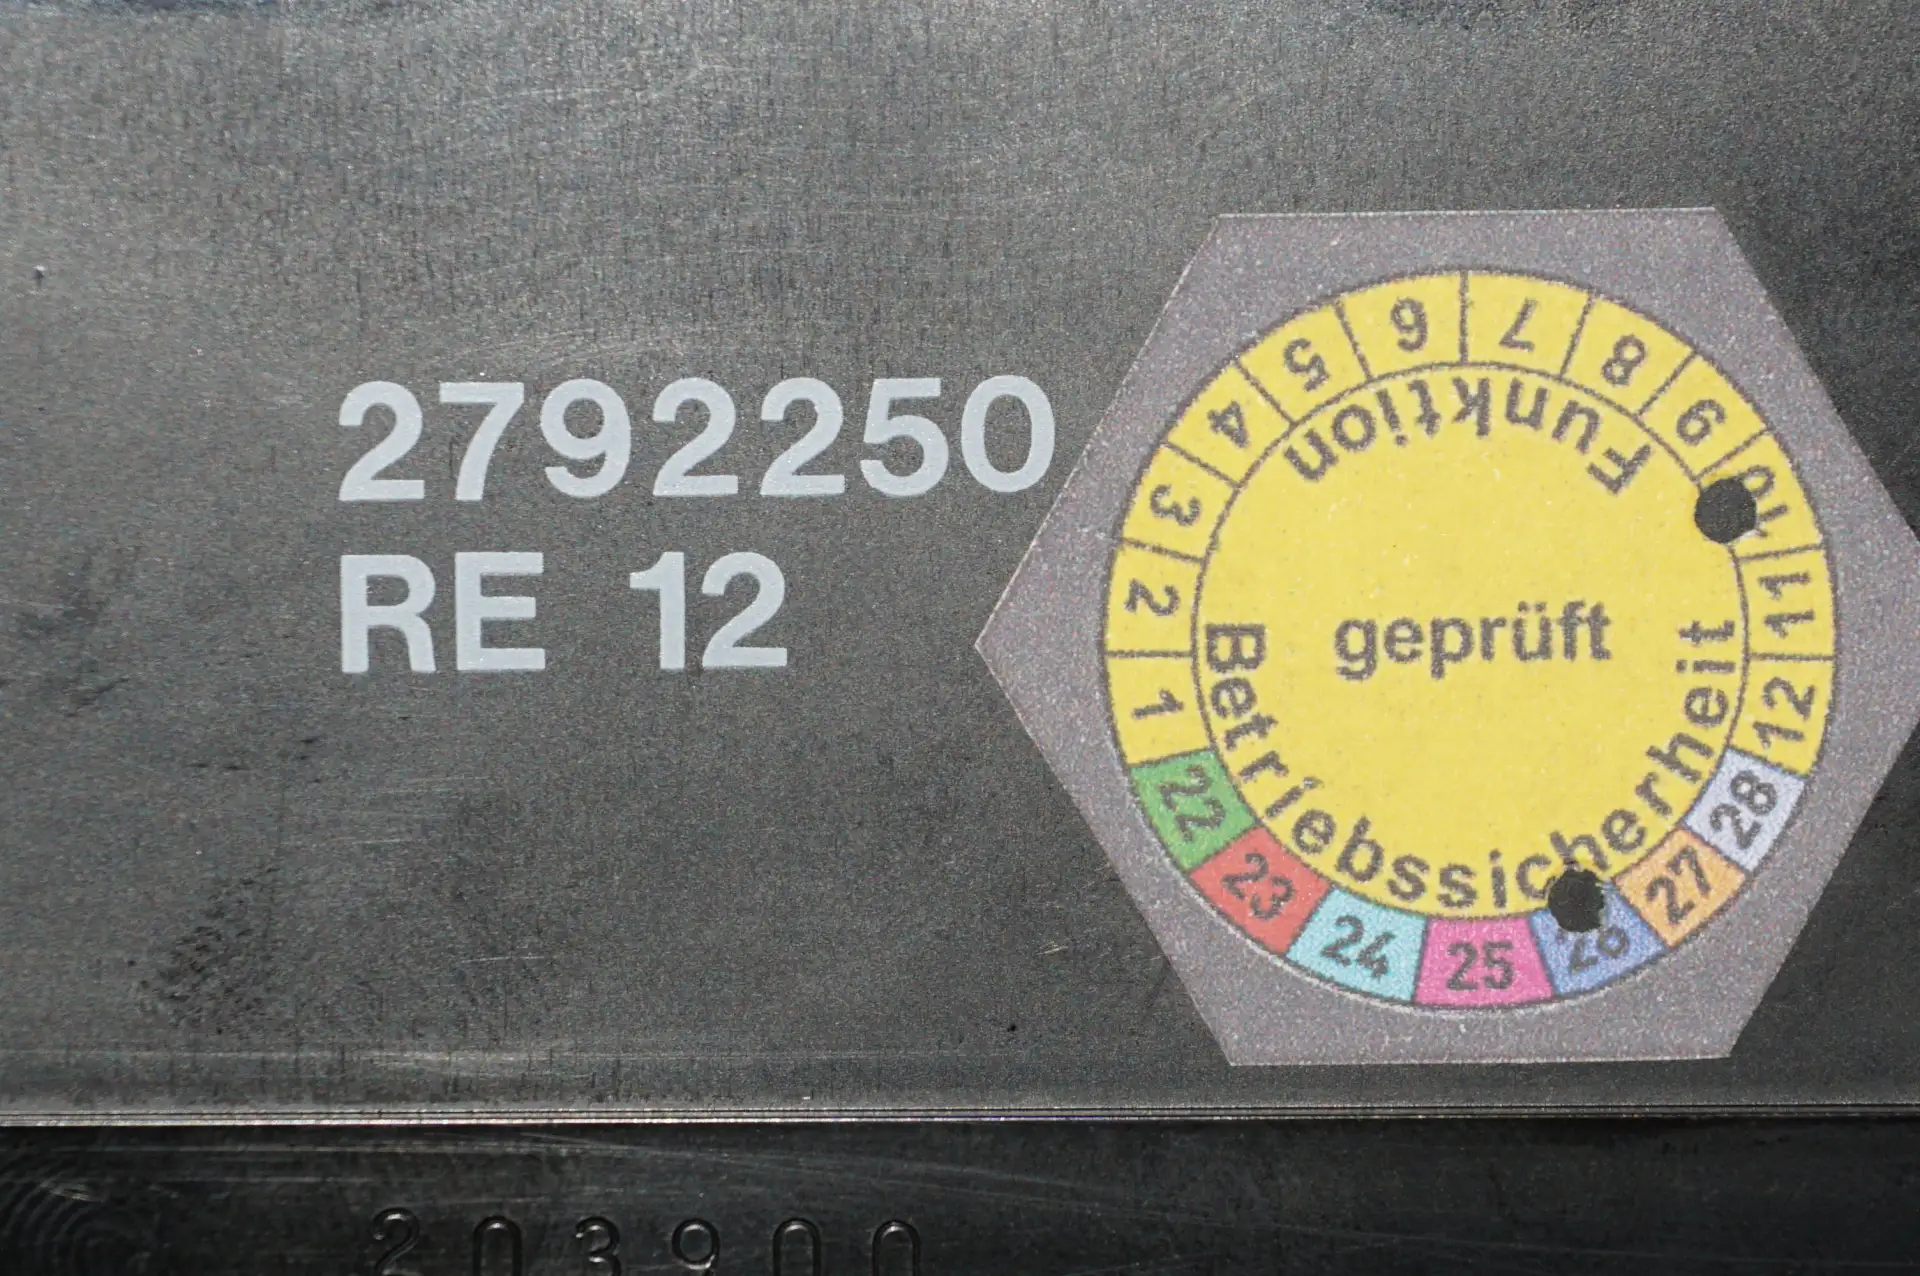 2792250
RE 12
Funktion
geprüft
Betriebssicherheit
1 2 3 4 5 6 7 8 9 10 11 12
22 23 24 25 26 27 28
203900